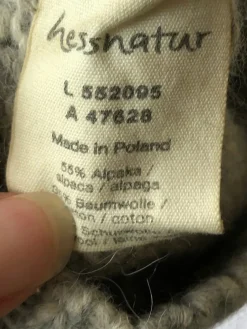 hessnatur
L 552095
A 47628
Made in Poland
55% Alpaka /
alpaca / alpaga
% Baumwolle /
/ coton